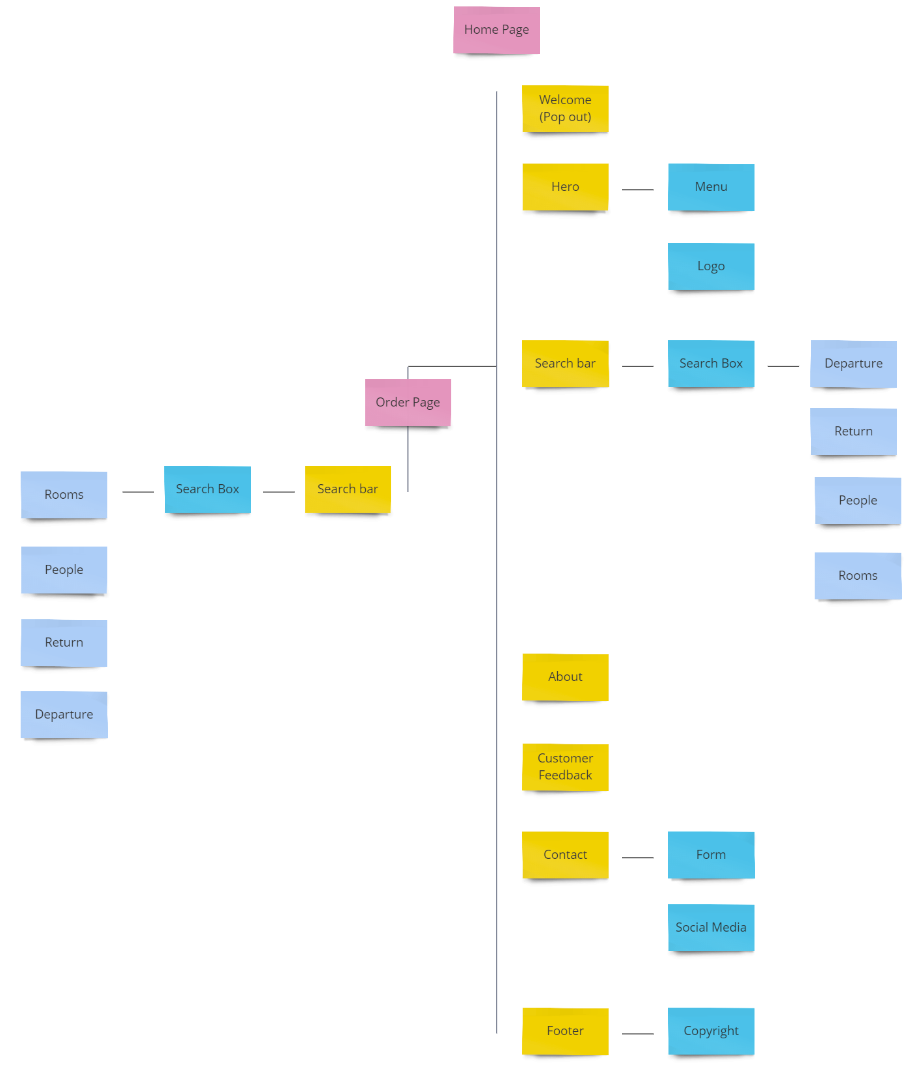 Home Page
Welcome
(Pop out)
Hero
Menu
Logo
Search bar
Search Box
Departure
Return
People
Rooms
Order Page
Search bar
Search Box
Rooms
People
Return
Departure
About
Customer
Feedback
Contact
Form
Social Media
Footer
Copyright